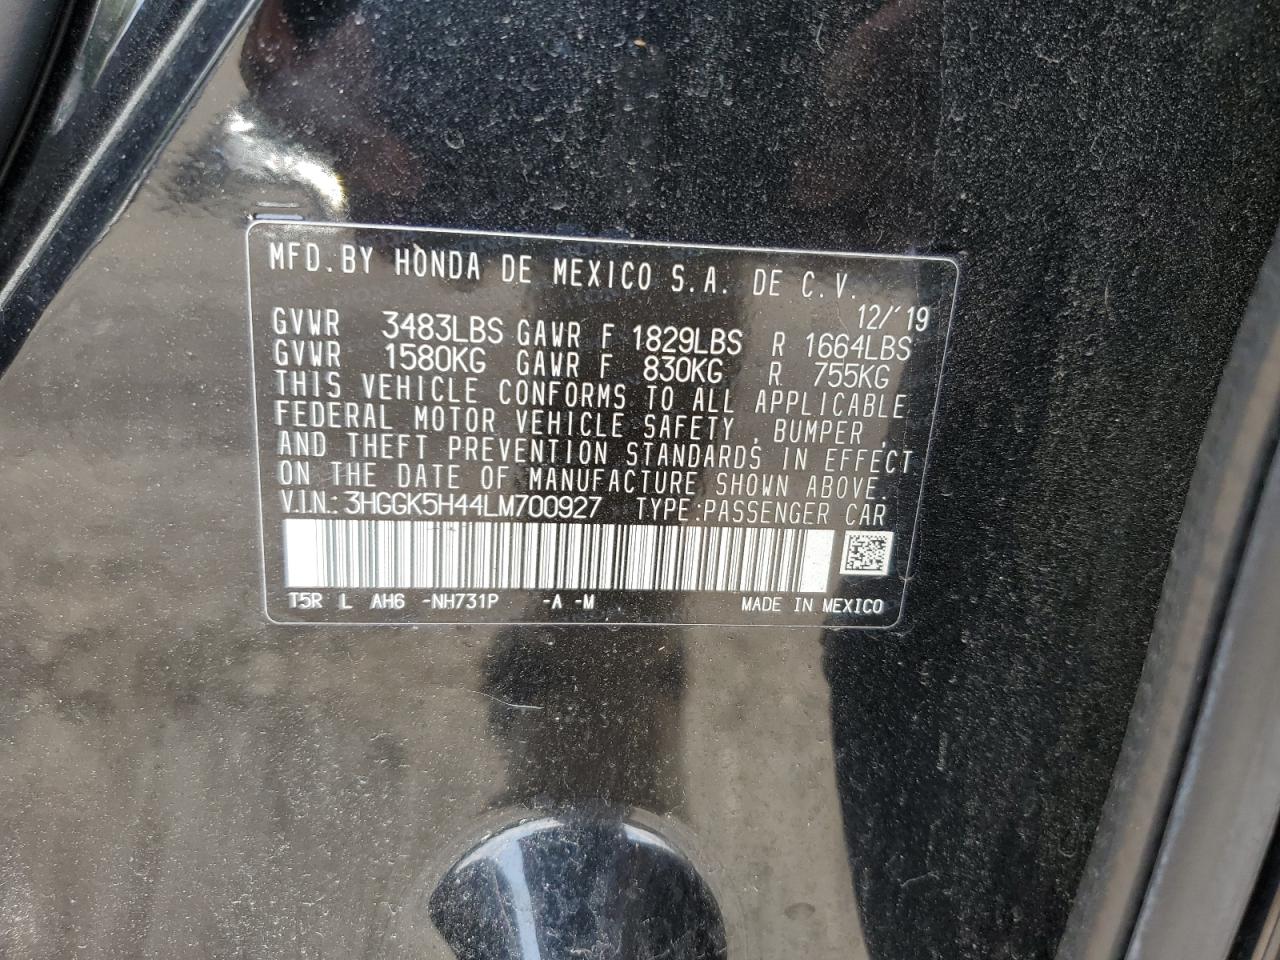 MFD.BY HONDA DE MEXICO S.A. DE C.V.
12/'19
GVWR 3483LBS GAWR F 1829LBS R 1664LBS
GVWR 1580KG GAWR F 830KG R 755KG
THIS VEHICLE CONFORMS TO ALL APPLICABLE
FEDERAL MOTOR VEHICLE SAFETY, BUMPER,
AND THEFT PREVENTION STANDARDS IN EFFECT
ON THE DATE OF MANUFACTURE SHOWN ABOVE.
V.I.N.: 3HGGK5H44LM700927 TYPE:PASSENGER CAR
T5R L AH6 -NH731P -A -M MADE IN MEXICO